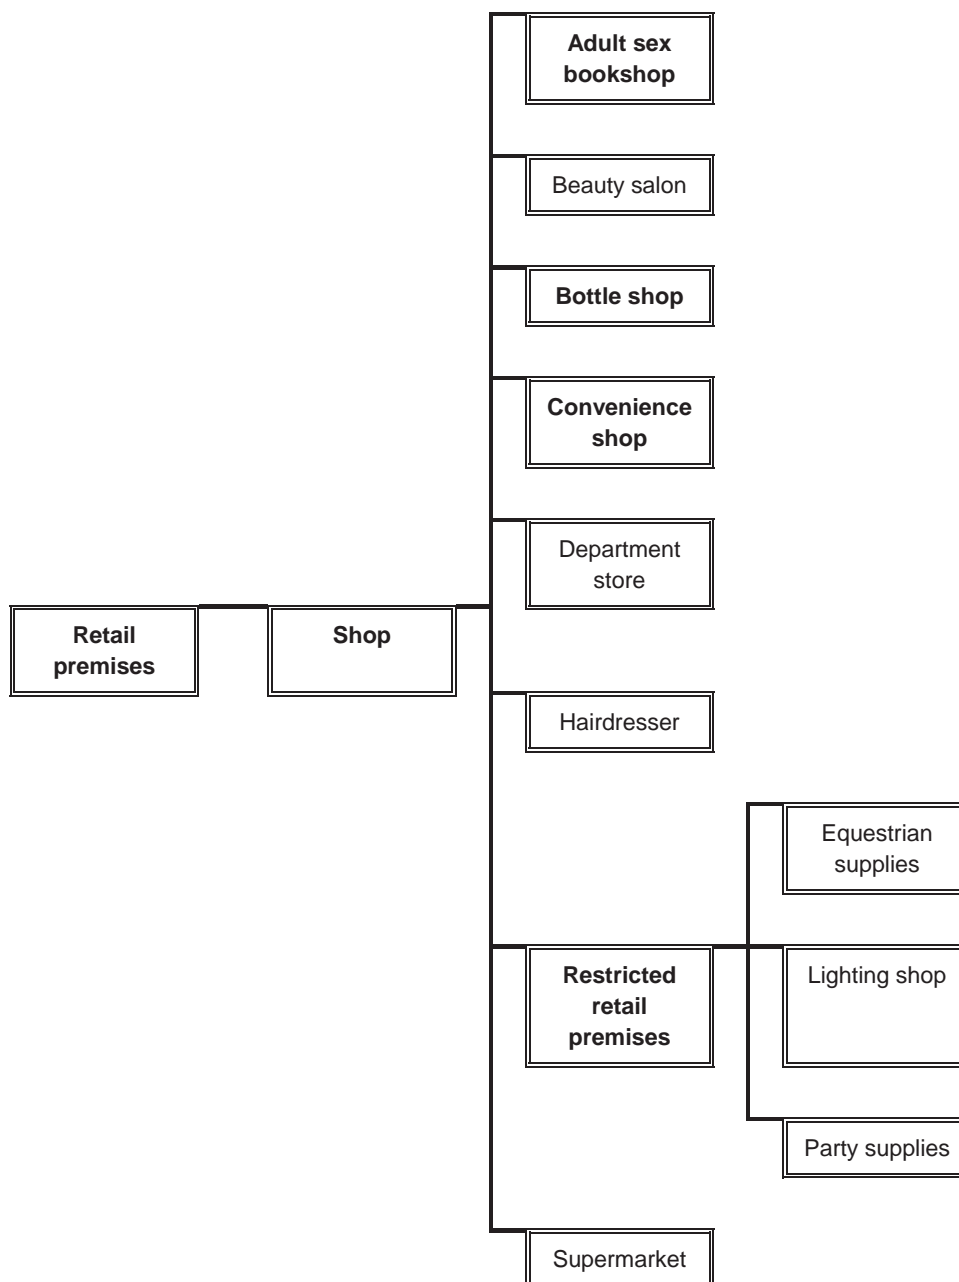 Adult sex
bookshop
Beauty salon
Bottle shop
Convenience
shop
Department
store
Retail
premises
Shop
Hairdresser
Equestrian
supplies
Restricted
retail
premises
Lighting shop
Party supplies
Supermarket